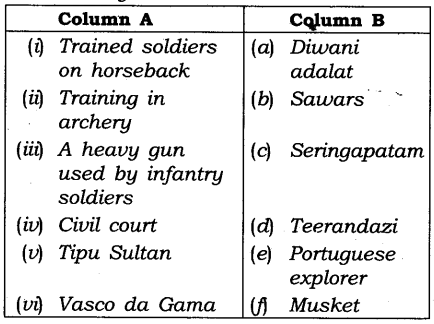 Column A Column B
(i) Trained soldiers (a) Diwani
on horseback adalat
(ii) Training in (b) Sawars
archery
(iii) A heavy gun (c) Seringapatam
used by infantry
soldiers
(iv) Civil court (d) Teerandazi
(v) Tipu Sultan (e) Portuguese
explorer
(vi) Vasco da Gama (f) Musket